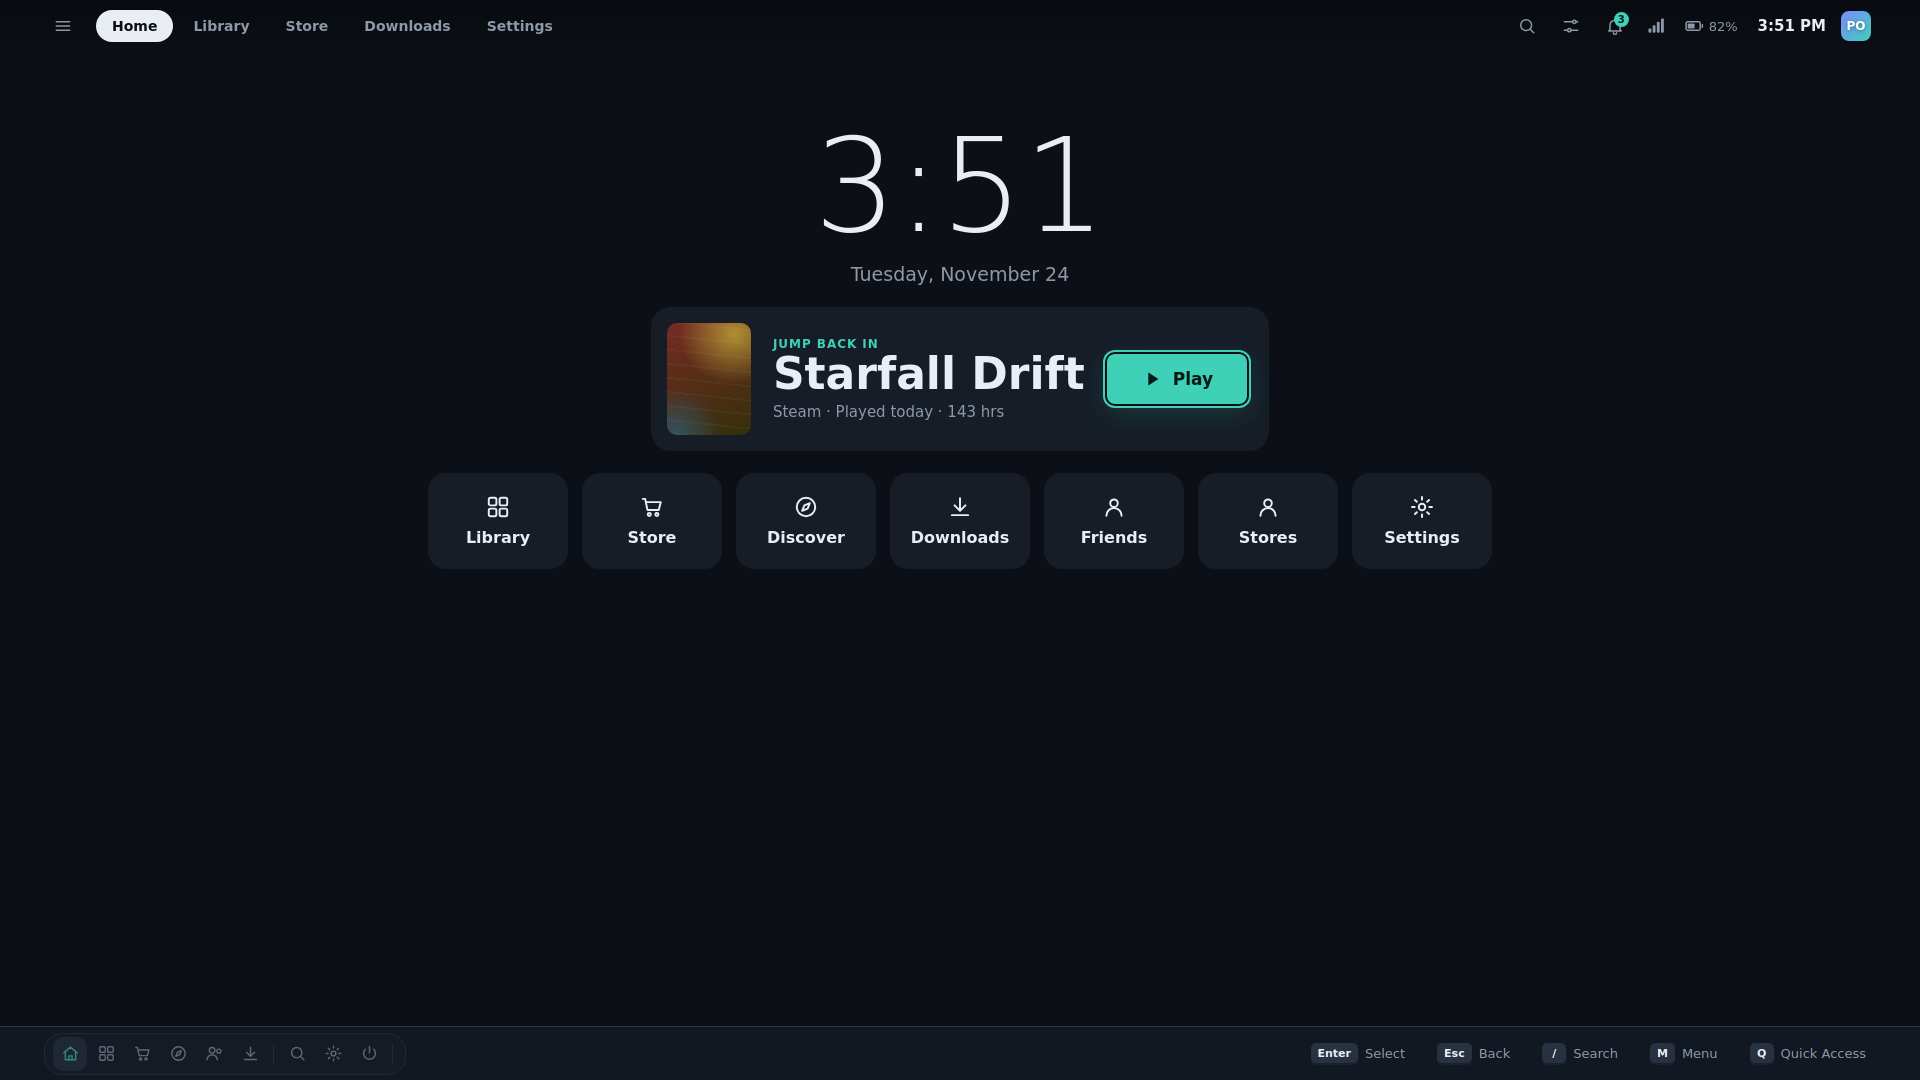 Home Library Store Downloads Settings 3 82% 3:51 PM PO
3:51
Tuesday, November 24
JUMP BACK IN
Starfall Drift
Steam · Played today · 143 hrs
Play
Library Store Discover Downloads Friends Stores Settings
Enter Select Esc Back / Search M Menu Q Quick Access